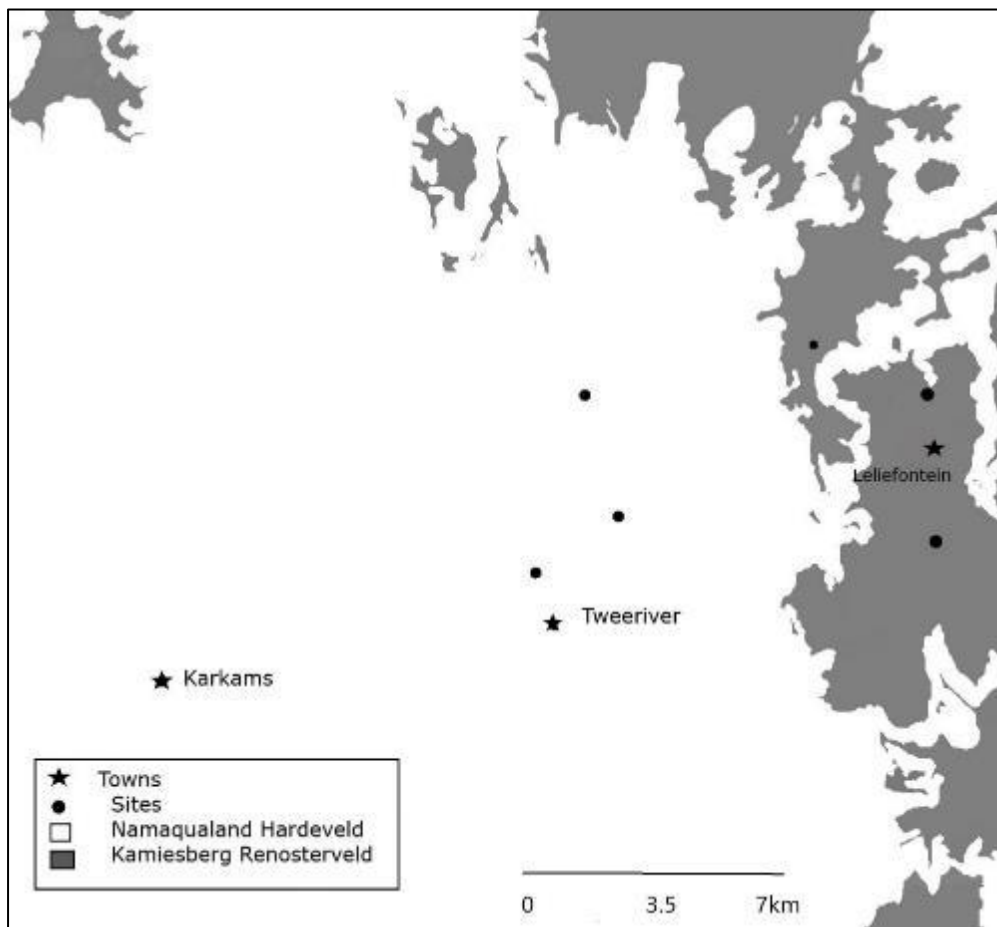 Leliefontein
Tweeriver
Karkams
Towns
Sites
Namaqualand Hardeveld
Kamiesberg Renosterveld
0 3.5 7km